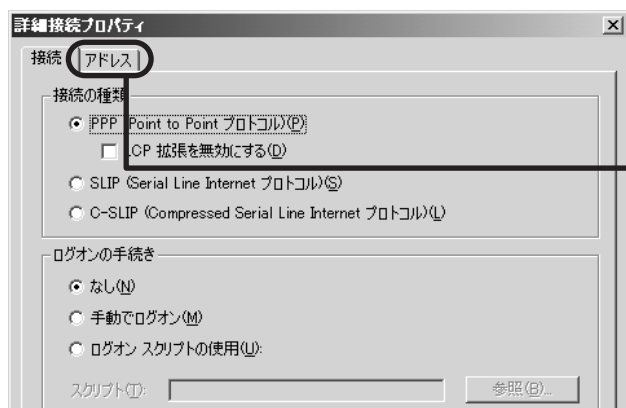 詳細接続プロパティ
接続 アドレス
接続の種類
PPP (Point to Point プロトコル)(P)
LCP 拡張を無効にする(D)
SLIP (Serial Line Internet プロトコル)(S)
C-SLIP (Compressed Serial Line Internet プロトコル)(L)
ログオンの手続き
なし(N)
手動でログオン(M)
ログオン スクリプトの使用(U):
スクリプト(T): 参照(B)...